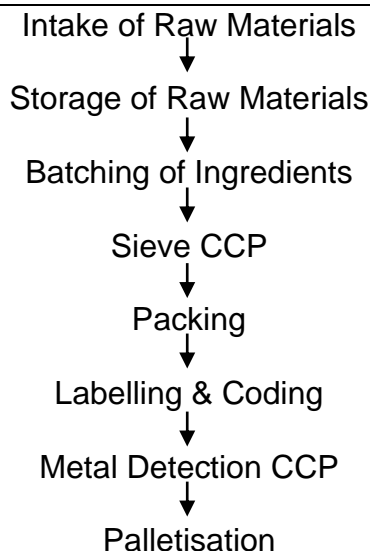 Intake of Raw Materials
Storage of Raw Materials
Batching of Ingredients
Sieve CCP
Packing
Labelling & Coding
Metal Detection CCP
Palletisation